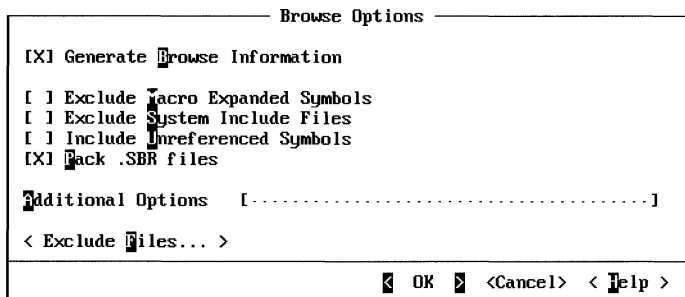 Browse Options
[X] Generate Browse Information
[ ] Exclude Macro Expanded Symbols
[ ] Exclude System Include Files
[ ] Include Unreferenced Symbols
[X] Pack .SBR files
Additional Options [.......................................]
< Exclude Files... >
< OK > <Cancel> < Help >